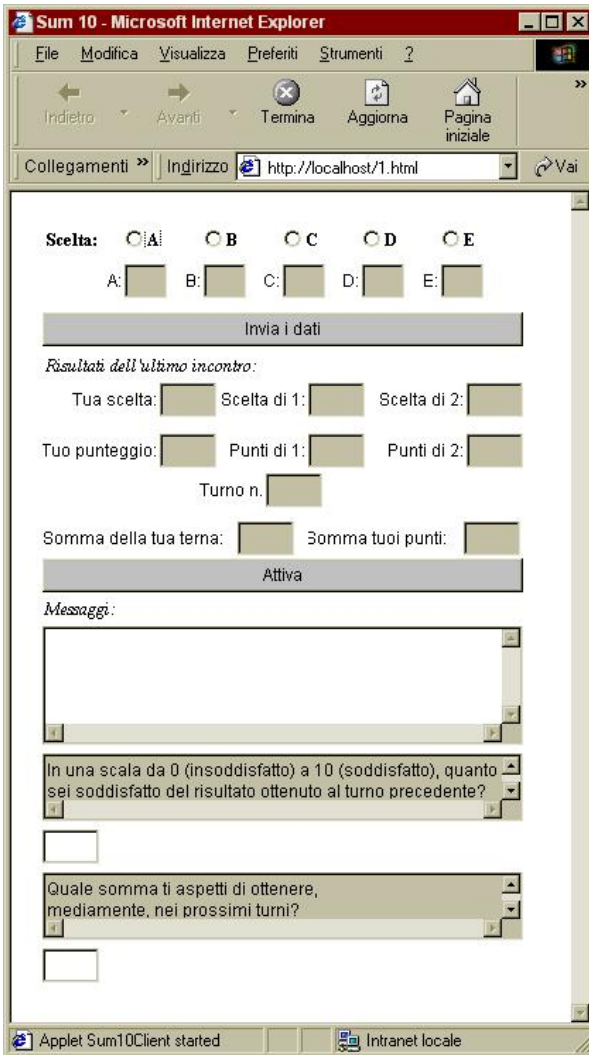 Sum 10 - Microsoft Internet Explorer
File Modifica Visualizza Preferiti Strumenti ?
Indietro Avanti Termina Aggiorna Pagina iniziale »
Collegamenti » Indirizzo http://localhost/1.html Vai
Scelta: A B C D E
A: B: C: D: E:
Invia i dati
Risultati dell'ultimo incontro:
Tua scelta: Scelta di 1: Scelta di 2:
Tuo punteggio: Punti di 1: Punti di 2:
Turno n.
Somma della tua terna: Somma tuoi punti:
Attiva
Messaggi:
In una scala da 0 (insoddisfatto) a 10 (soddisfatto), quanto
sei soddisfatto del risultato ottenuto al turno precedente?
Quale somma ti aspetti di ottenere,
mediamente, nei prossimi turni?
Applet Sum10Client started Intranet locale